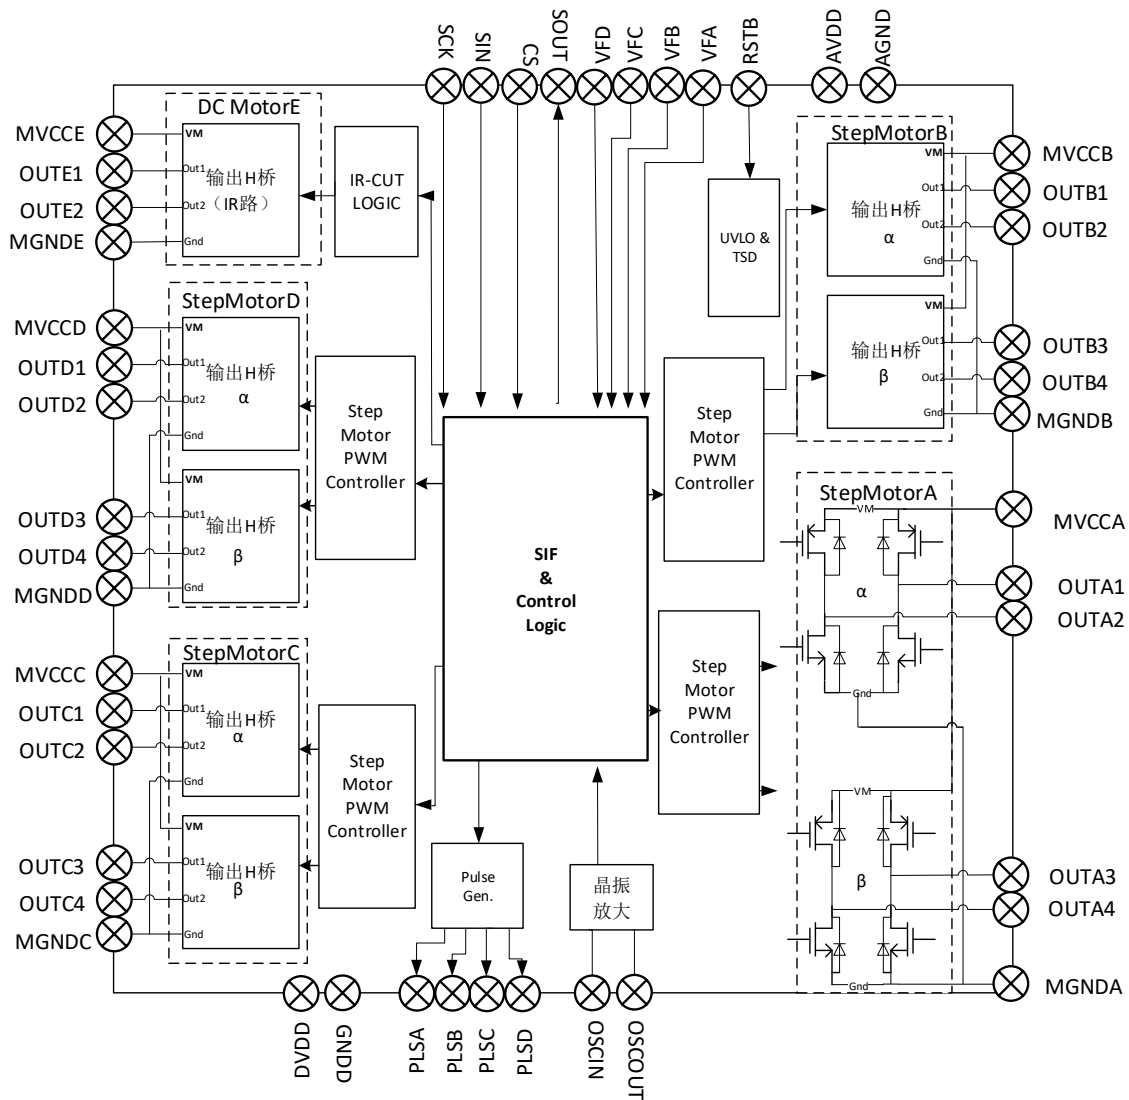 SCK
SIN
CS
SOUT
VFD
VFC
VFB
VFA
RSTB
AVDD
AGND
MVCCE
OUTE1
OUTE2
MGNDE
DC MotorE
VM
Out1
Out2
Gnd
输出H桥
（IR路）
IR-CUT
LOGIC
UVLO &
TSD
StepMotorB
VM
Out1
Out2
Gnd
输出H桥
α
VM
Out1
Out2
Gnd
输出H桥
β
MVCCB
OUTB1
OUTB2
OUTB3
OUTB4
MGNDB
MVCCD
OUTD1
OUTD2
OUTD3
OUTD4
MGNDD
StepMotorD
VM
Out1
Out2
Gnd
输出H桥
α
VM
Out1
Out2
Gnd
输出H桥
β
Step
Motor
PWM
Controller
SIF
&
Control
Logic
Step
Motor
PWM
Controller
StepMotorA
VM
α
Gnd
VM
β
Gnd
MVCCA
OUTA1
OUTA2
OUTA3
OUTA4
MGNDA
Step
Motor
PWM
Controller
MVCCC
OUTC1
OUTC2
OUTC3
OUTC4
MGNDC
StepMotorC
VM
Out1
Out2
Gnd
输出H桥
α
VM
Out1
Out2
Gnd
输出H桥
β
Step
Motor
PWM
Controller
Pulse
Gen.
晶振
放大
DVDD
GNDD
PLSA
PLSB
PLSC
PLSD
OSCIN
OSCOUT